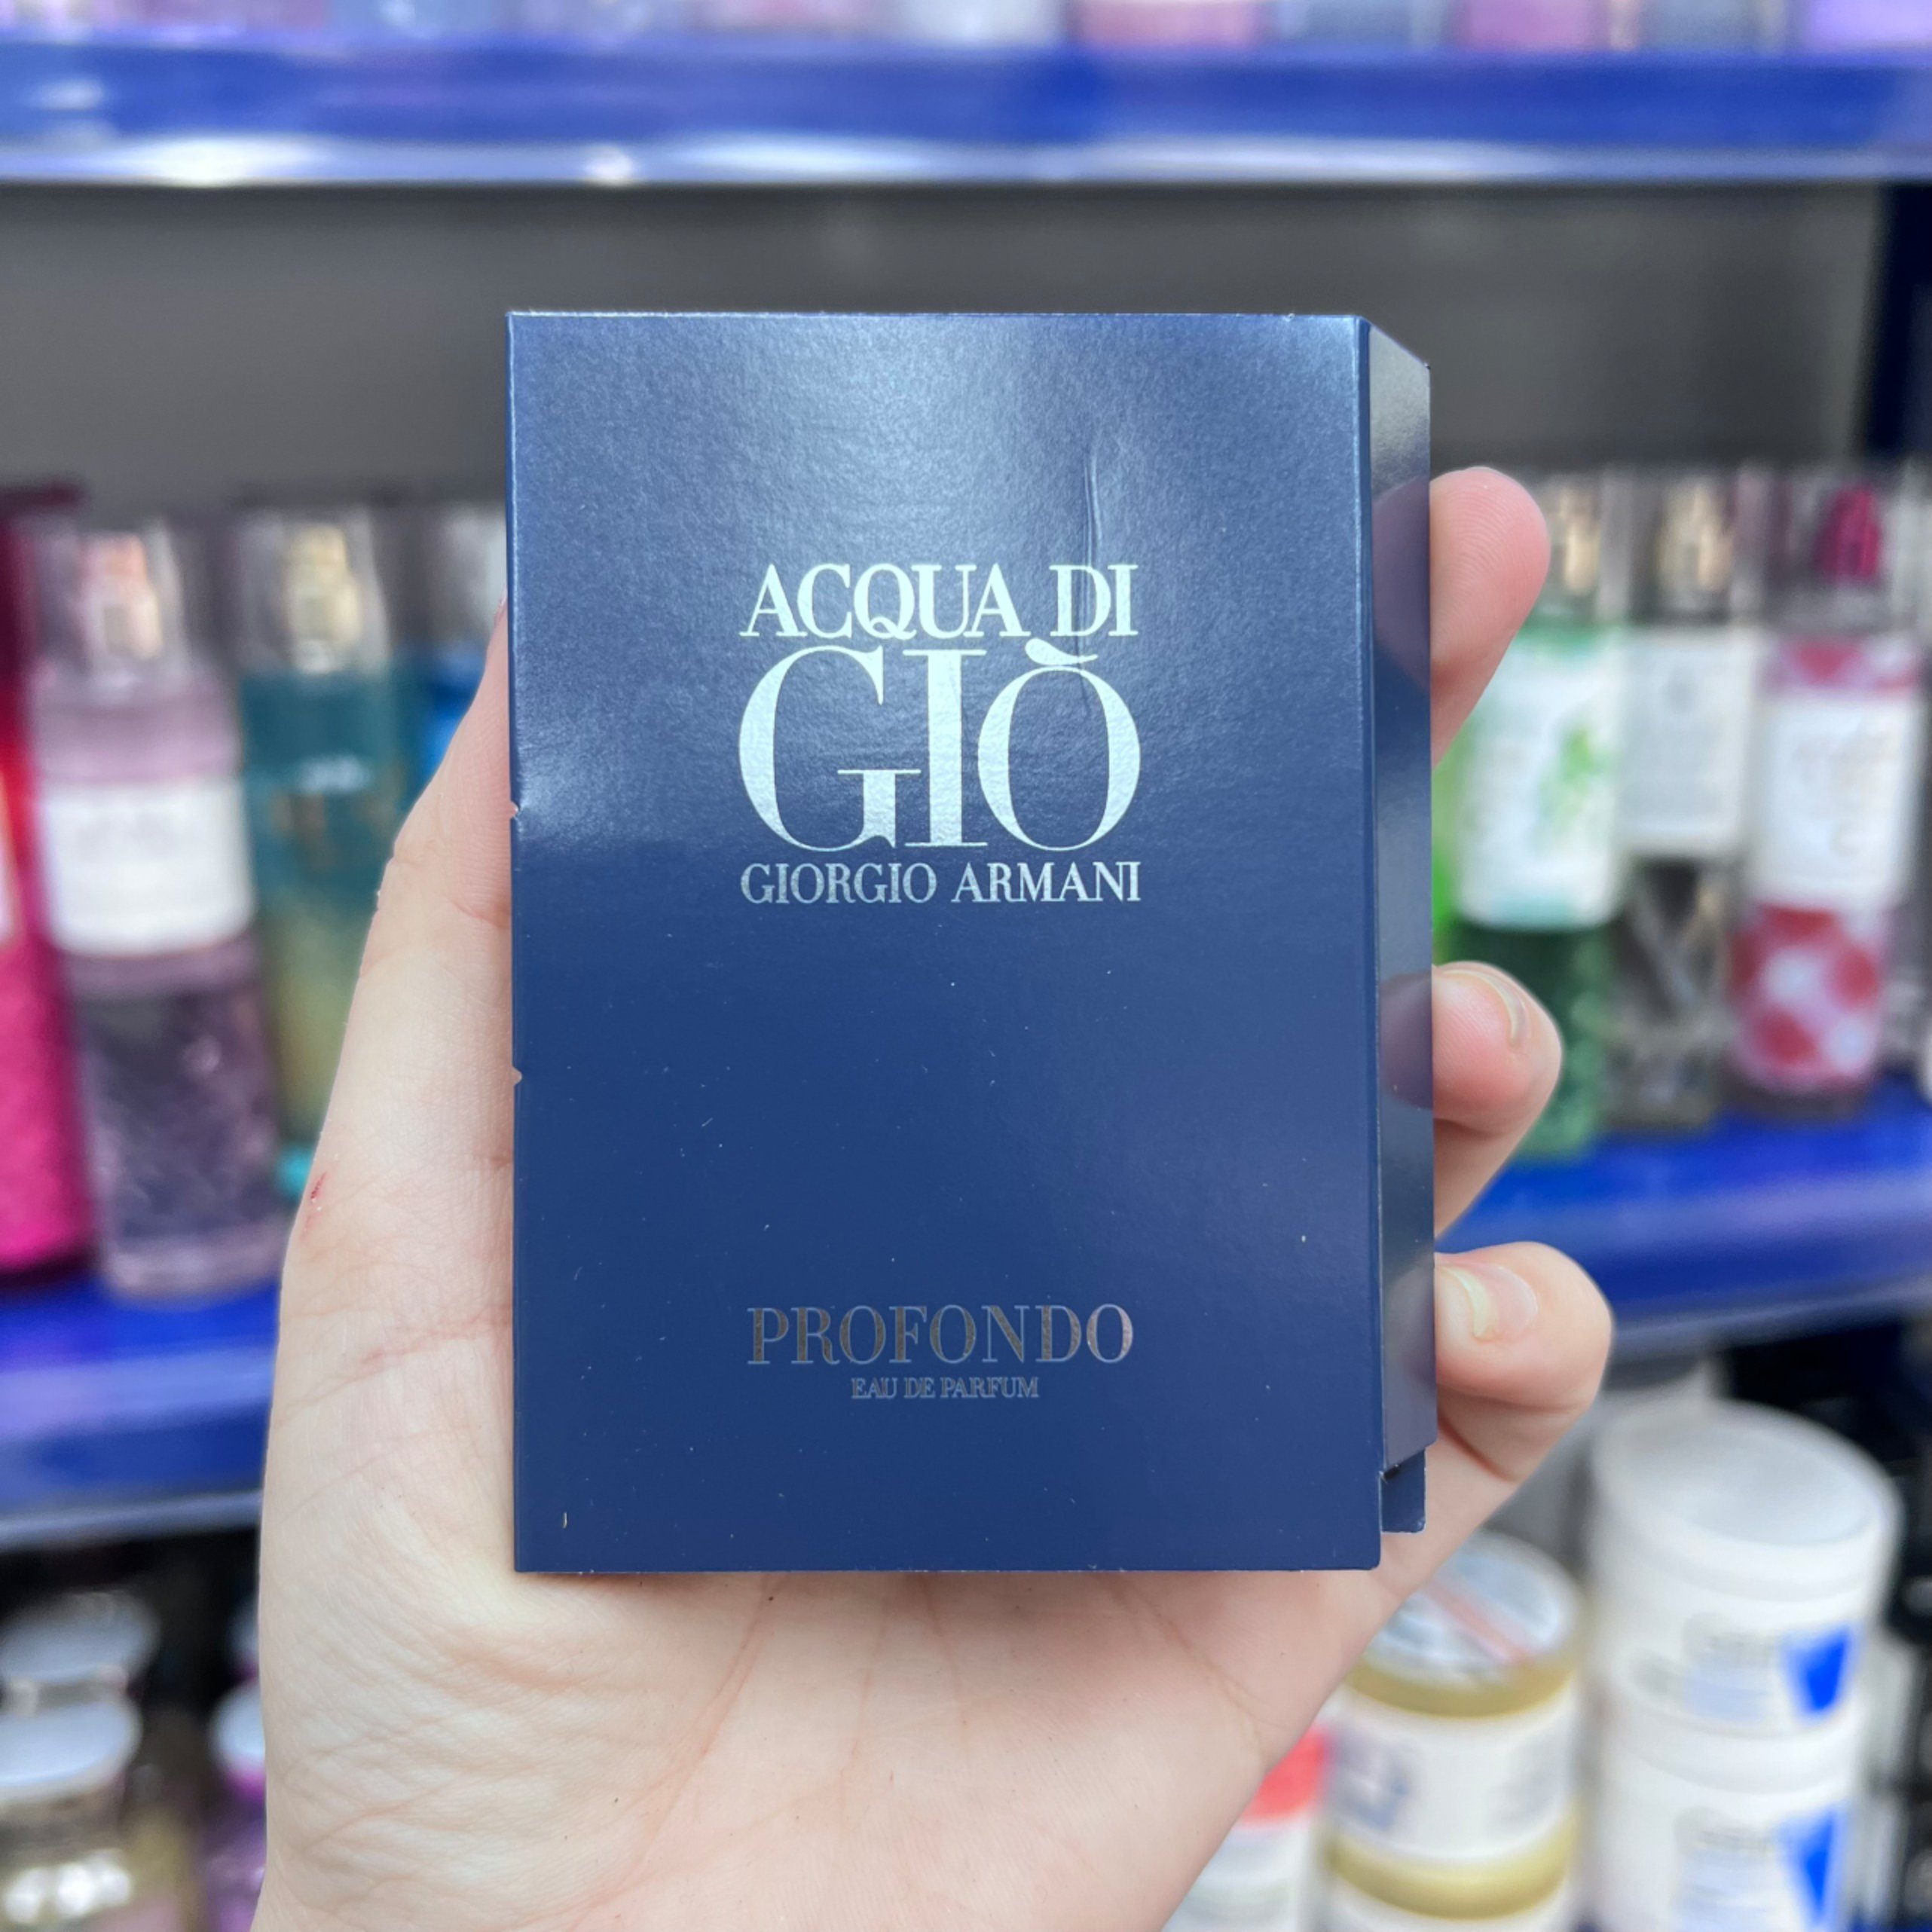 ACQUA DI
GIÒ
GIORGIO ARMANI
PROFONDO
EAU DE PARFUM